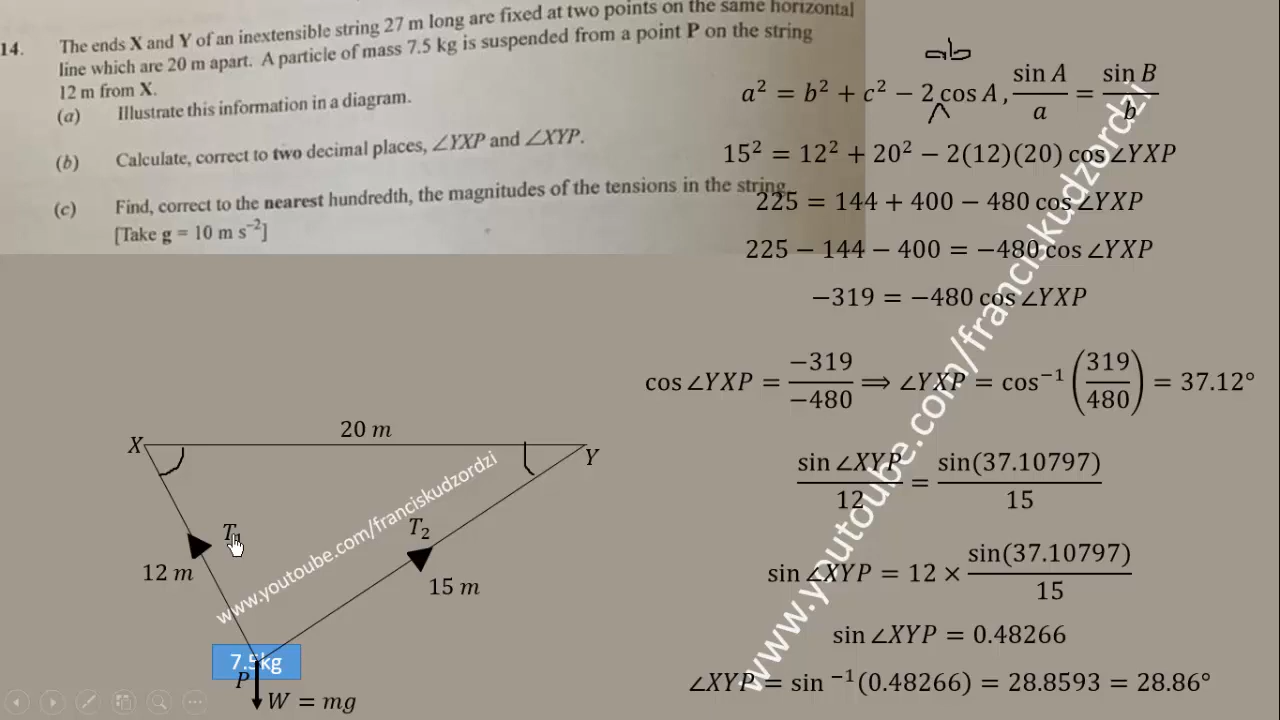 14. The ends X and Y of an inextensible string 27 m long are fixed at two points on the same horizontal
line which are 20 m apart. A particle of mass 7.5 kg is suspended from a point P on the string
12 m from X.
(a) Illustrate this information in a diagram.
(b) Calculate, correct to two decimal places, ∠YXP and ∠XYP.
(c) Find, correct to the nearest hundredth, the magnitudes of the tensions in the string.
[Take g = 10 m s⁻²]
a² = b² + c² − 2 cos A, sin A / a = sin B / b
15² = 12² + 20² − 2(12)(20) cos ∠YXP
225 = 144 + 400 − 480 cos ∠YXP
225 − 144 − 400 = −480 cos ∠YXP
−319 = −480 cos ∠YXP
cos ∠YXP = −319/−480 ⟹ ∠YXP = cos⁻¹(319/480) = 37.12°
sin ∠XYP / 12 = sin(37.10797) / 15
sin ∠XYP = 12 × sin(37.10797) / 15
sin ∠XYP = 0.48266
∠XYP = sin ⁻¹(0.48266) = 28.8593 = 28.86°
X
20 m
Y
T₁
T₂
12 m
15 m
7.5kg
P
W = mg
www.youtoube.com/franciskudzordzi
www.youtoube.com/franciskudzordzi